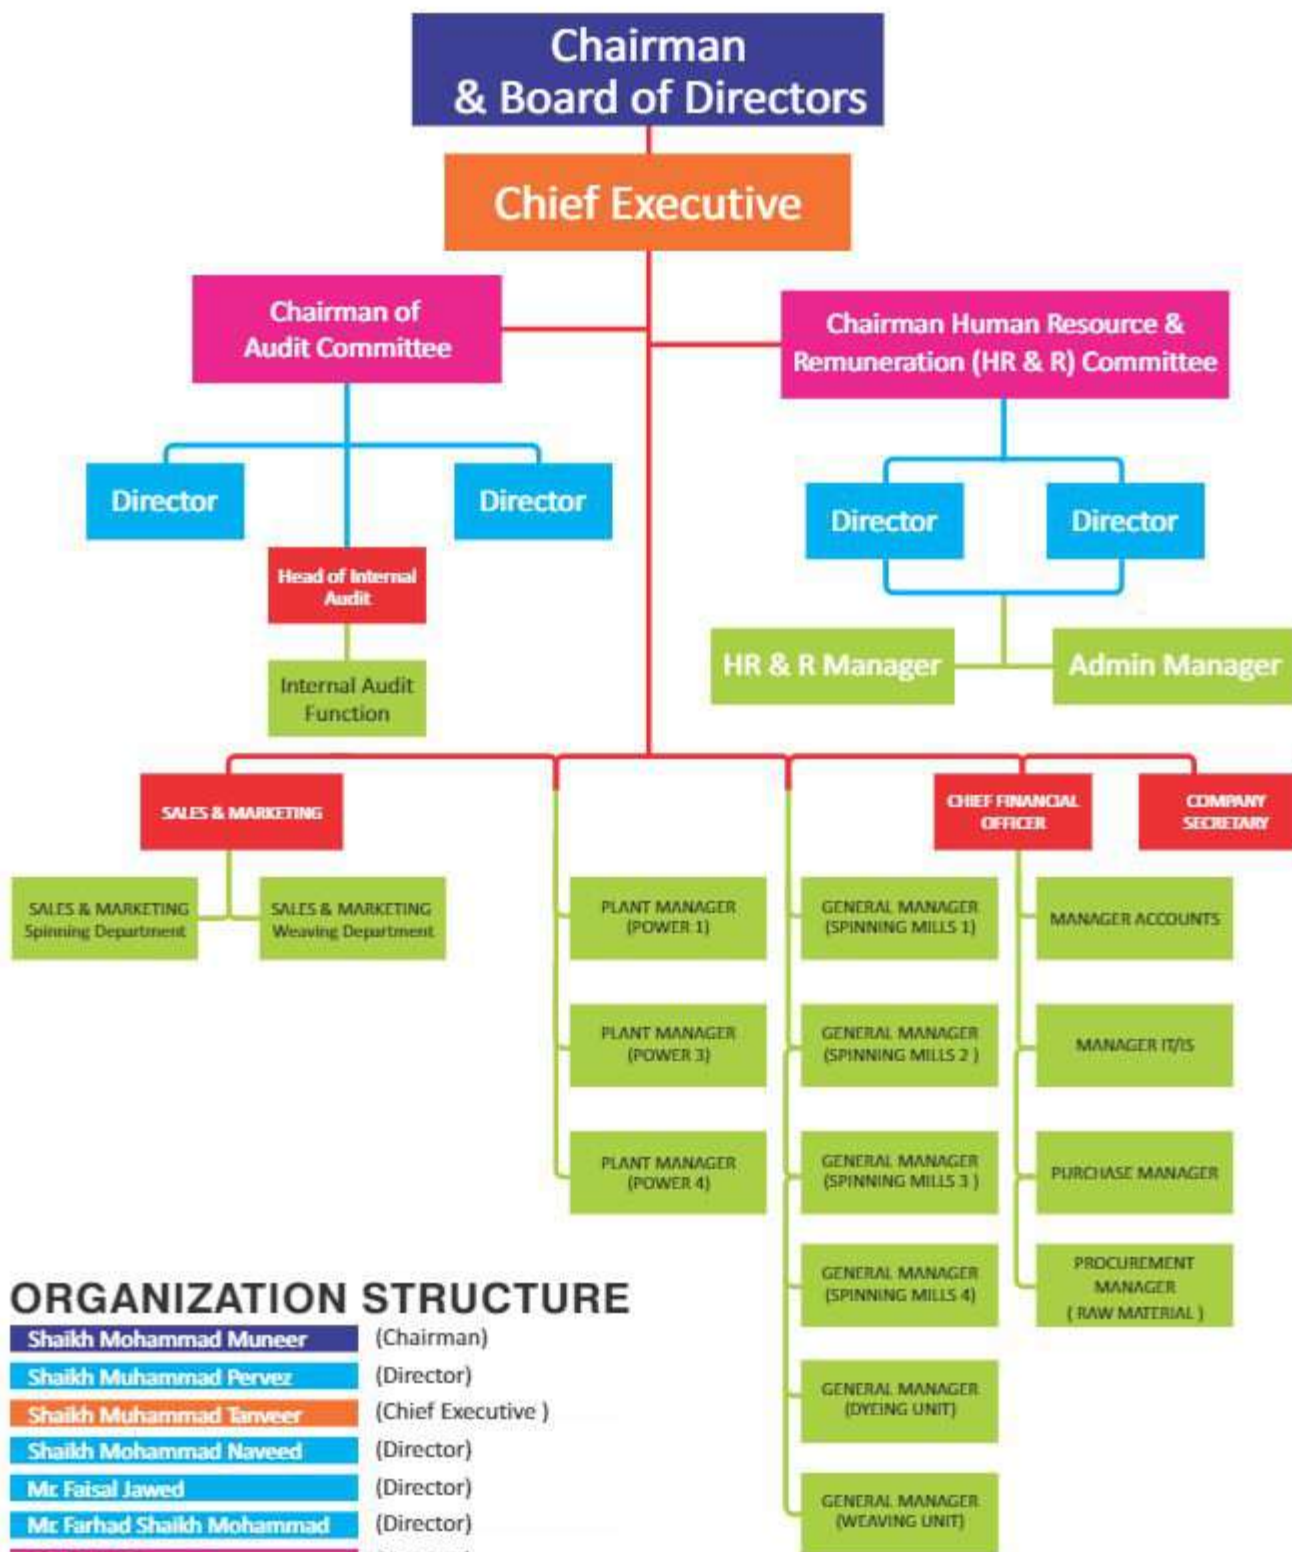 Chairman
& Board of Directors
Chief Executive
Chairman of
Audit Committee
Chairman Human Resource &
Remuneration (HR & R) Committee
Director
Director
Director
Director
Head of Internal
Audit
HR & R Manager
Admin Manager
Internal Audit
Function
SALES & MARKETING
CHIEF FINANCIAL
OFFICER
COMPANY
SECRETARY
SALES & MARKETING
Spinning Department
SALES & MARKETING
Weaving Department
PLANT MANAGER
(POWER 1)
GENERAL MANAGER
(SPINNING MILLS 1)
MANAGER ACCOUNTS
PLANT MANAGER
(POWER 3)
GENERAL MANAGER
(SPINNING MILLS 2 )
MANAGER IT/IS
PLANT MANAGER
(POWER 4)
GENERAL MANAGER
(SPINNING MILLS 3 )
PURCHASE MANAGER
GENERAL MANAGER
(SPINNING MILLS 4)
PROCUREMENT
MANAGER
( RAW MATERIAL )
GENERAL MANAGER
(DYEING UNIT)
GENERAL MANAGER
(WEAVING UNIT)
ORGANIZATION STRUCTURE
Shaikh Mohammad Muneer (Chairman)
Shaikh Muhammad Pervez (Director)
Shaikh Muhammad Tanveer (Chief Executive )
Shaikh Mohammad Naveed (Director)
Mr. Faisal Jawed (Director)
Mr. Farhad Shaikh Mohammad (Director)